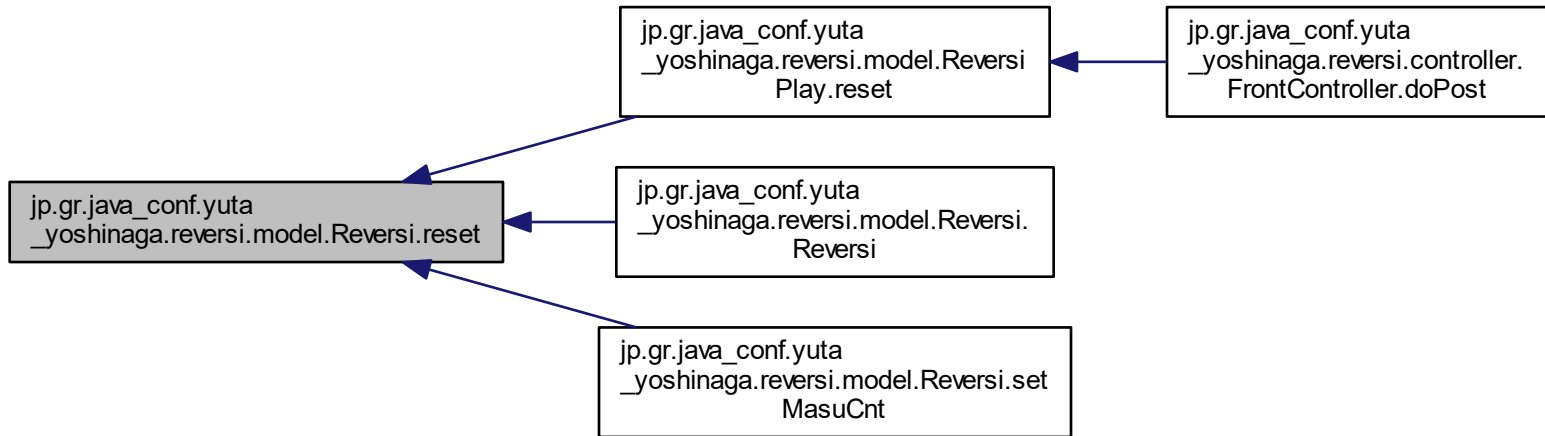 jp.gr.java_conf.yuta
_yoshinaga.reversi.model.Reversi.reset
jp.gr.java_conf.yuta
_yoshinaga.reversi.model.Reversi
Play.reset
jp.gr.java_conf.yuta
_yoshinaga.reversi.controller.
FrontController.doPost
jp.gr.java_conf.yuta
_yoshinaga.reversi.model.Reversi.
Reversi
jp.gr.java_conf.yuta
_yoshinaga.reversi.model.Reversi.set
MasuCnt